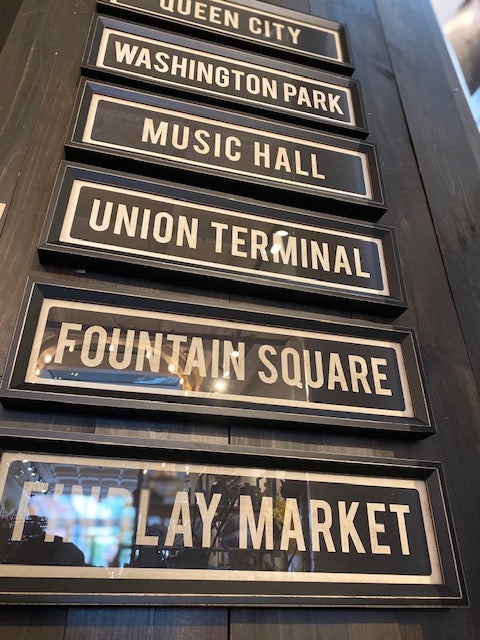 QUEEN CITY
WASHINGTON PARK
MUSIC HALL
UNION TERMINAL
FOUNTAIN SQUARE
FINDLAY MARKET